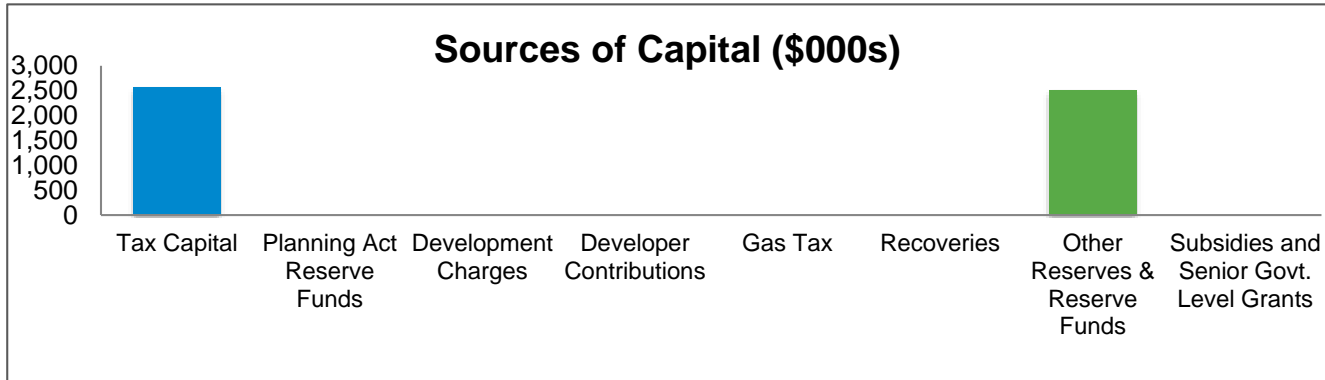 Sources of Capital ($000s)
3,000
2,500
2,000
1,500
1,000
500
0
Tax Capital
Planning Act
Reserve
Funds
Development
Charges
Developer
Contributions
Gas Tax
Recoveries
Other
Reserves &
Reserve
Funds
Subsidies and
Senior Govt.
Level Grants